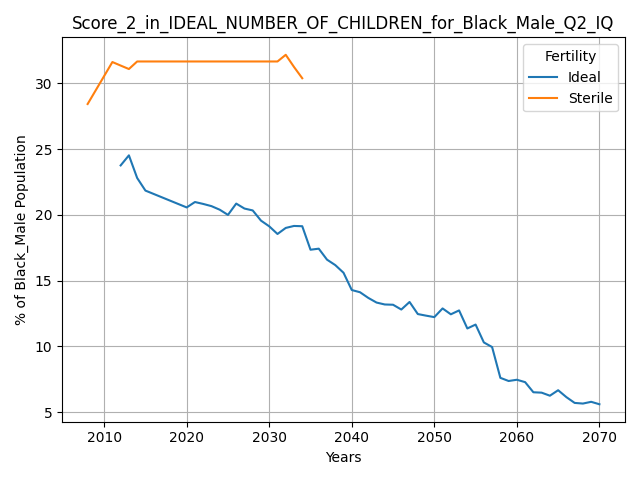 Score_2_in_IDEAL_NUMBER_OF_CHILDREN_for_Black_Male_Q2_IQ
Fertility
Ideal
Sterile
% of Black_Male Population
30
25
20
15
10
5
2010 2020 2030 2040 2050 2060 2070
Years